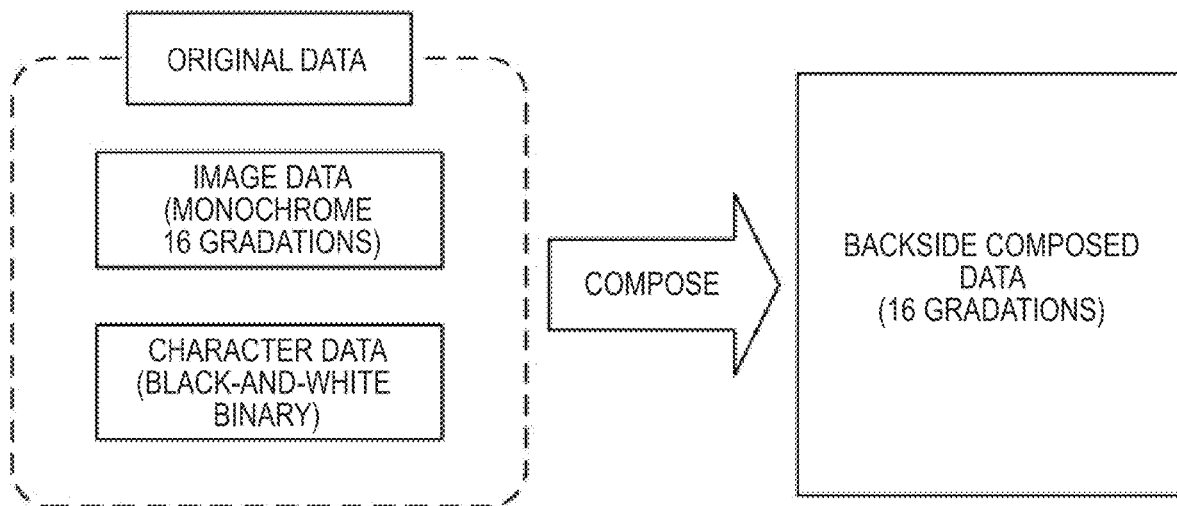 ORIGINAL DATA
IMAGE DATA
(MONOCHROME
16 GRADATIONS)
CHARACTER DATA
(BLACK-AND-WHITE
BINARY)
COMPOSE
BACKSIDE COMPOSED
DATA
(16 GRADATIONS)